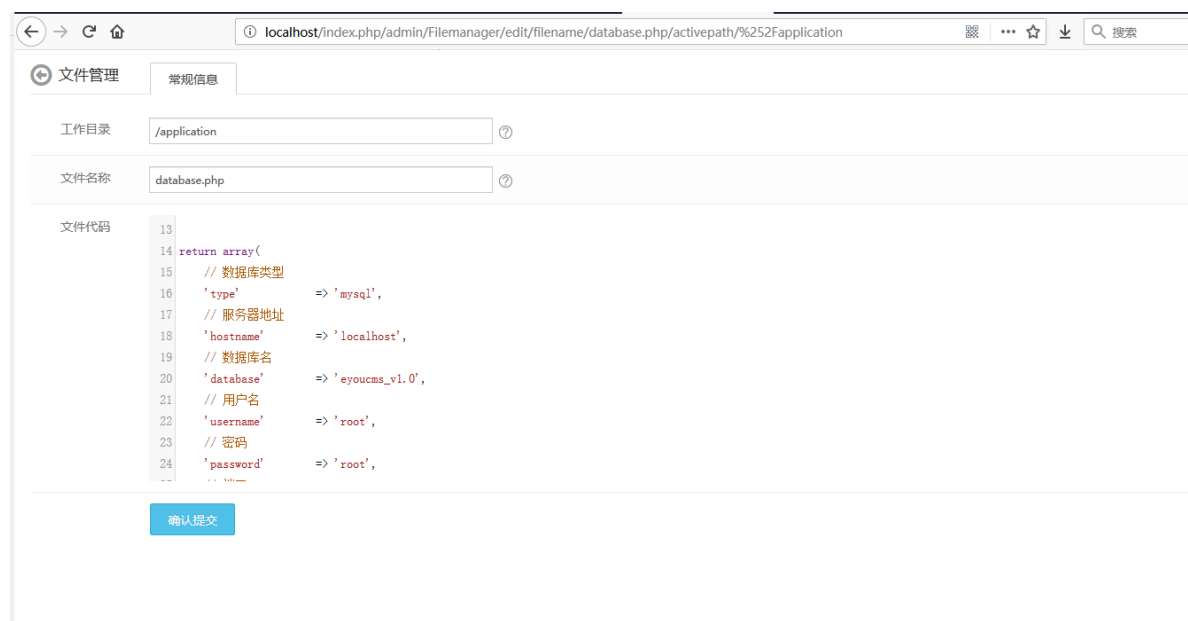 localhost/index.php/admin/Filemanager/edit/filename/database.php/activepath/%252Fapplication
搜索
文件管理
常规信息
工作目录 /application
文件名称 database.php
文件代码
13
14 return array(
15 // 数据库类型
16 'type' => 'mysql',
17 // 服务器地址
18 'hostname' => 'localhost',
19 // 数据库名
20 'database' => 'eyoucms_v1.0',
21 // 用户名
22 'username' => 'root',
23 // 密码
24 'password' => 'root',
确认提交